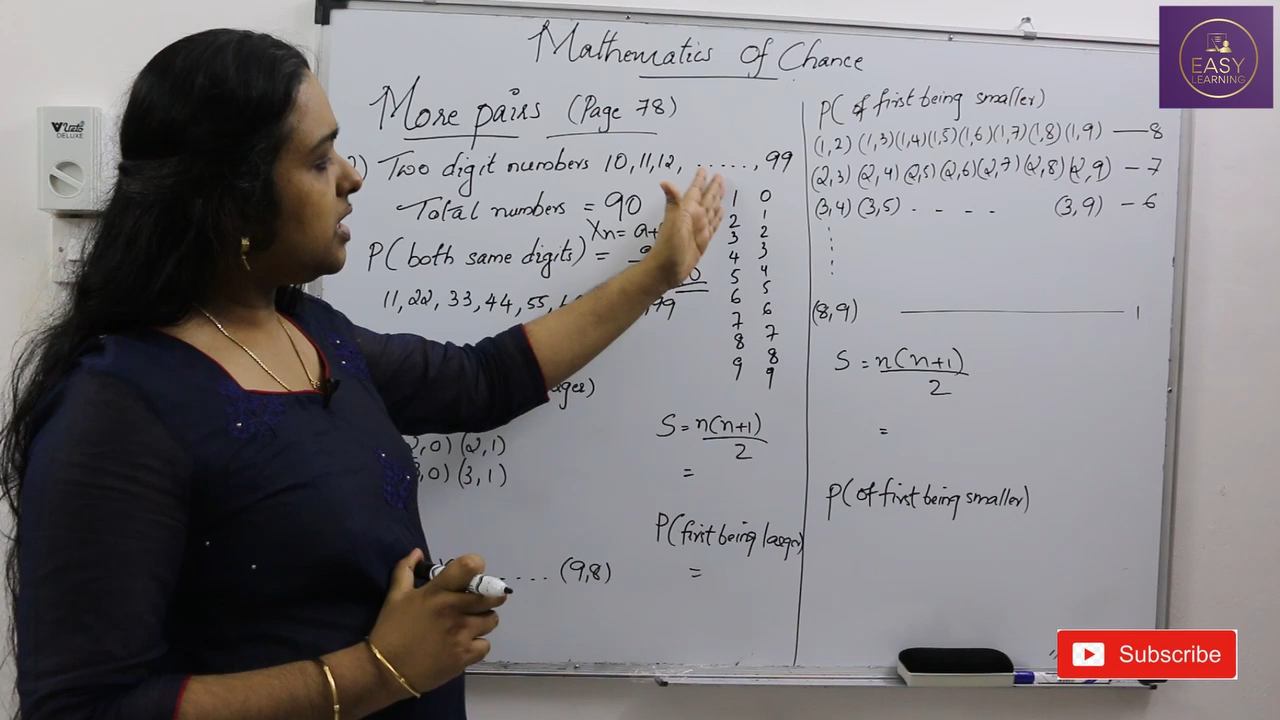 Mathematics Of Chance
More pairs (Page 78)
) Two digit numbers 10, 11, 12, ......, 99
Total numbers = 90
Xn = a+
P( both same digits) =
11, 22, 33, 44, 55,
99
1 0
2 1
3 2
4 3
5 4
6 5
7 6
8 7
9 8
9
,0) (2,1)
,0) (3,1)
.... (9,8)
S = n(n+1)
2
=
P(first being larger)
=
P( of first being smaller)
(1,2) (1,3) (1,4) (1,5) (1,6) (1,7) (1,8) (1,9) — 8
(2,3) (2,4) (2,5) (2,6) (2,7) (2,8) (2,9) — 7
(3,4) (3,5) . - - - - (3,9) — 6
(8,9) — 1
S = n(n+1)
2
=
P( of first being smaller)
EASY
LEARNING
V-Guard
DELUXE
Subscribe